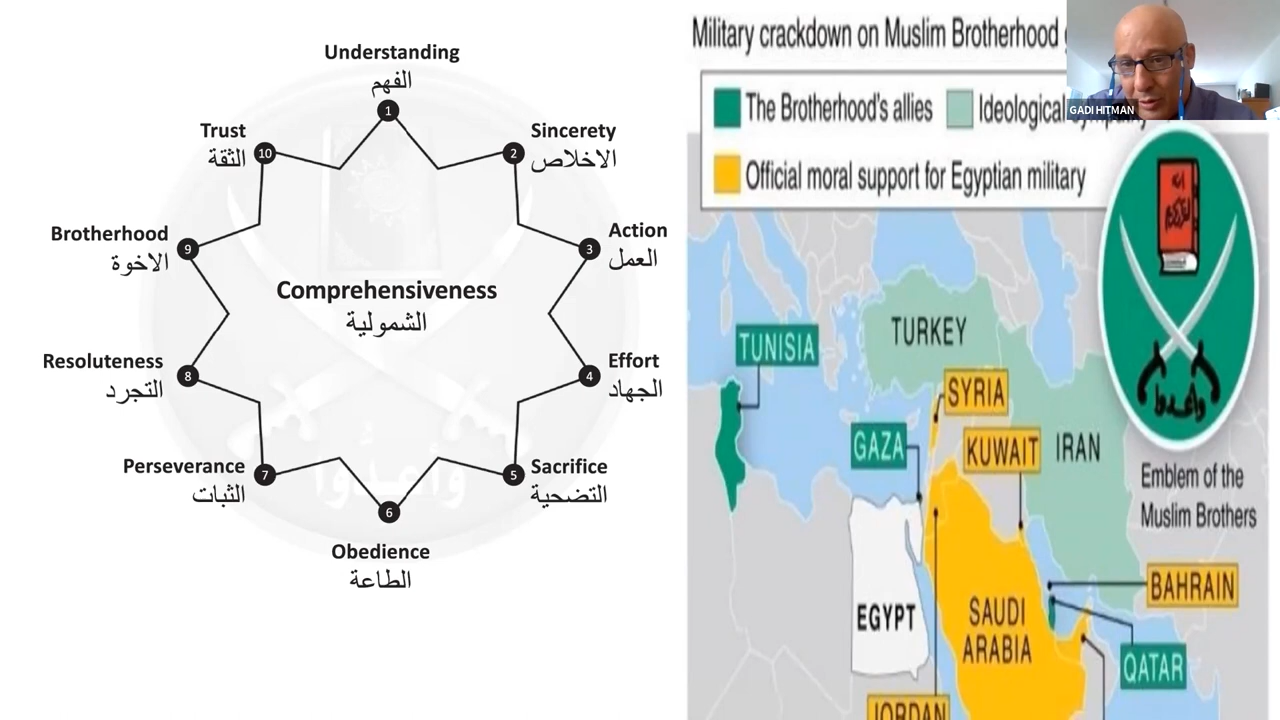 Understanding
الفهم
1
Trust
الثقة
10
Sincerety
الاخلاص
2
Brotherhood
الاخوة
9
Action
العمل
3
Comprehensiveness
الشمولية
Resoluteness
التجرد
8
Effort
الجهاد
4
Perseverance
الثبات
7
Sacrifice
التضحية
5
6
Obedience
الطاعة
وأعدوا
Military crackdown on Muslim Brotherhood
GADI HITMAN
The Brotherhood's allies
Ideological
Official moral support for Egyptian military
TUNISIA
TURKEY
SYRIA
GAZA
KUWAIT
IRAN
EGYPT
SAUDI
ARABIA
BAHRAIN
QATAR
JORDAN
وأعدوا
Emblem of the
Muslim Brothers